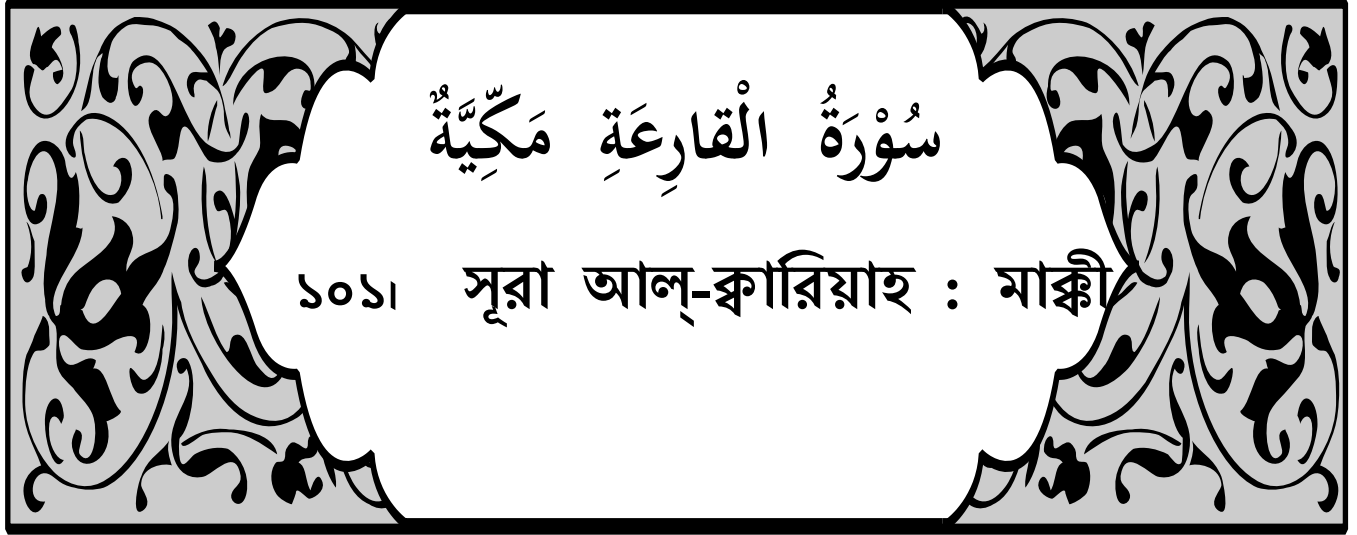 سُوْرَةُ الْقارِعَةِ مَكِّيَّةٌ
১০১। সূরা আল্-ক্বারিয়াহ : মাক্কী